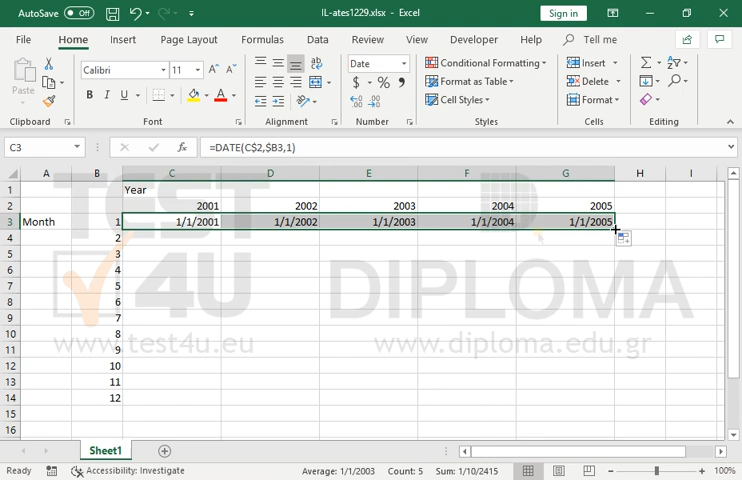 AutoSave Off IL-ates1229.xlsx - Excel Sign in
File Home Insert Page Layout Formulas Data Review View Developer Help Tell me
Paste
Calibri 11
B I U A
ab
Date
$ % ,
Conditional Formatting
Format as Table
Cell Styles
Insert
Delete
Format
Clipboard Font Alignment Number Styles Cells Editing
C3 fx =DATE(C$2,$B3,1)
A B C D E F G H I
1 Year
2 2001 2002 2003 2004 2005
3 Month 1 1/1/2001 1/1/2002 1/1/2003 1/1/2004 1/1/2005
4 2
5 3
6 4
7 5
8 6
9 7
10 8
11 9
12 10
13 11
14 12
15
16
TEST
4U DIPLOMA
www.test4u.eu www.diploma.edu.gr
Sheet1
Ready Accessibility: Investigate Average: 1/1/2003 Count: 5 Sum: 1/10/2415 100%